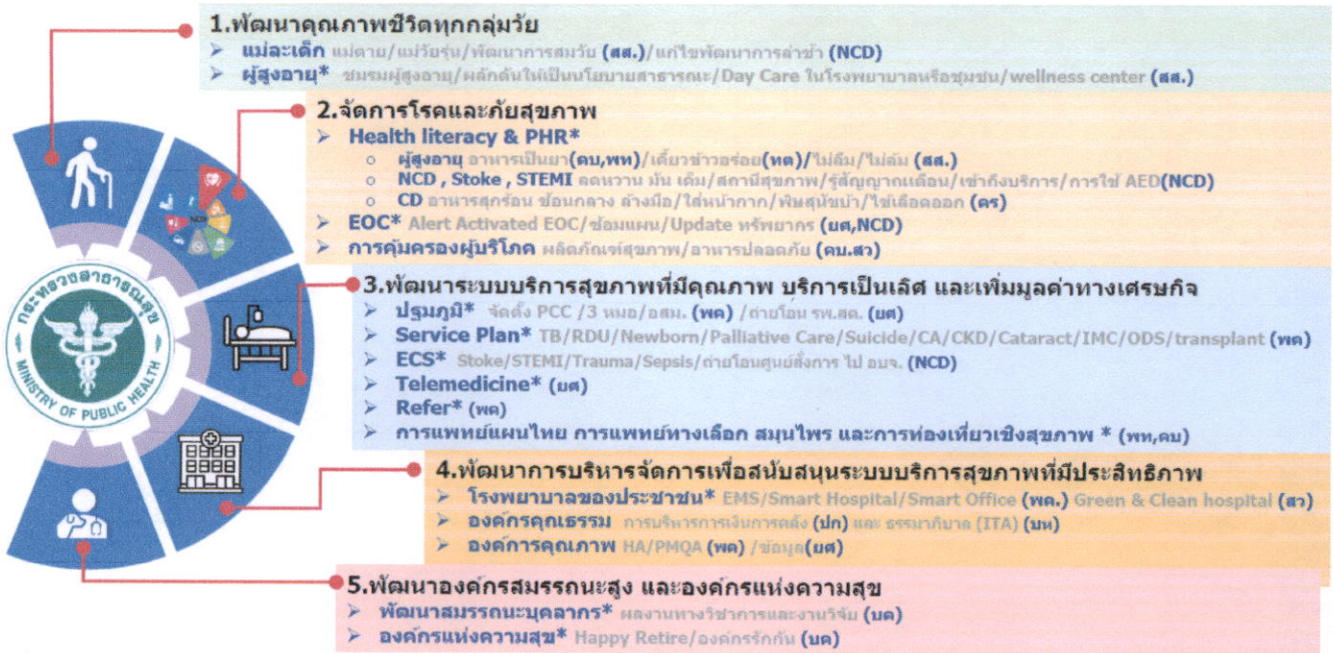 1.พัฒนาคุณภาพชีวิตทุกกลุ่มวัย
➢ แม่ละเด็ก แม่ตาย/แม่วัยรุ่น/พัฒนาการสมวัย (สส.)/แก้ไขพัฒนาการล่าช้า (NCD)
➢ ผู้สูงอายุ* ชมรมผู้สูงอายุ/ผลักดันให้เป็นนโยบายสาธารณะ/Day Care ในโรงพยาบาลหรือชุมชน/wellness center (สส.)
2.จัดการโรคและภัยสุขภาพ
➢ Health literacy & PHR*
o ผู้สูงอายุ อาหารเป็นยา(คบ,พท)/เคี้ยวข้าวอร่อย(ทต)/ไม่ลืม/ไม่ล้ม (สส.)
o NCD , Stoke , STEMI ลดหวาน มัน เค็ม/สถานีสุขภาพ/รู้สัญญาณเตือน/เข้าถึงบริการ/การใช้ AED(NCD)
o CD อาหารสุกร้อน ช้อนกลาง ล้างมือ/ใส่หน้ากาก/พิษสุนัขบ้า/ไข้เลือดออก (คร)
➢ EOC* Alert Activated EOC/ซ้อมแผน/Update ทรัพยากร (ยศ,NCD)
➢ การคุ้มครองผู้บริโภค ผลิตภัณฑ์สุขภาพ/อาหารปลอดภัย (คบ.สว)
NCD
กระทรวงสาธารณสุข
MINISTRY OF PUBLIC HEALTH
3.พัฒนาระบบบริการสุขภาพที่มีคุณภาพ บริการเป็นเลิศ และเพิ่มมูลค่าทางเศรษกิจ
➢ ปฐมภูมิ* จัดตั้ง PCC /3 หมอ/อสม. (พค) /ถ่ายโอน รพ.สต. (ยศ)
➢ Service Plan* TB/RDU/Newborn/Palliative Care/Suicide/CA/CKD/Cataract/IMC/ODS/transplant (พค)
➢ ECS* Stoke/STEMI/Trauma/Sepsis/ถ่ายโอนศูนย์สั่งการ ไป อบจ. (NCD)
➢ Telemedicine* (ยศ)
➢ Refer* (พค)
➢ การแพทย์แผนไทย การแพทย์ทางเลือก สมุนไพร และการท่องเที่ยวเชิงสุขภาพ * (พท,คบ)
4.พัฒนาการบริหารจัดการเพื่อสนับสนุนระบบบริการสุขภาพที่มีประสิทธิภาพ
➢ โรงพยาบาลของประชาชน* EMS/Smart Hospital/Smart Office (พค.) Green & Clean hospital (สว)
➢ องค์กรคุณธรรม การบริหารการเงินการคลัง (ปก) และ ธรรมาภิบาล (ITA) (บห)
➢ องค์การคุณภาพ HA/PMQA (พค) /ข้อมูล(ยศ)
5.พัฒนาองค์กรสมรรถนะสูง และองค์กรแห่งความสุข
➢ พัฒนาสมรรถนะบุคลากร* ผลงานทางวิชาการและงานวิจัย (บค)
➢ องค์กรแห่งความสุข* Happy Retire/องค์กรรักกัน (บค)